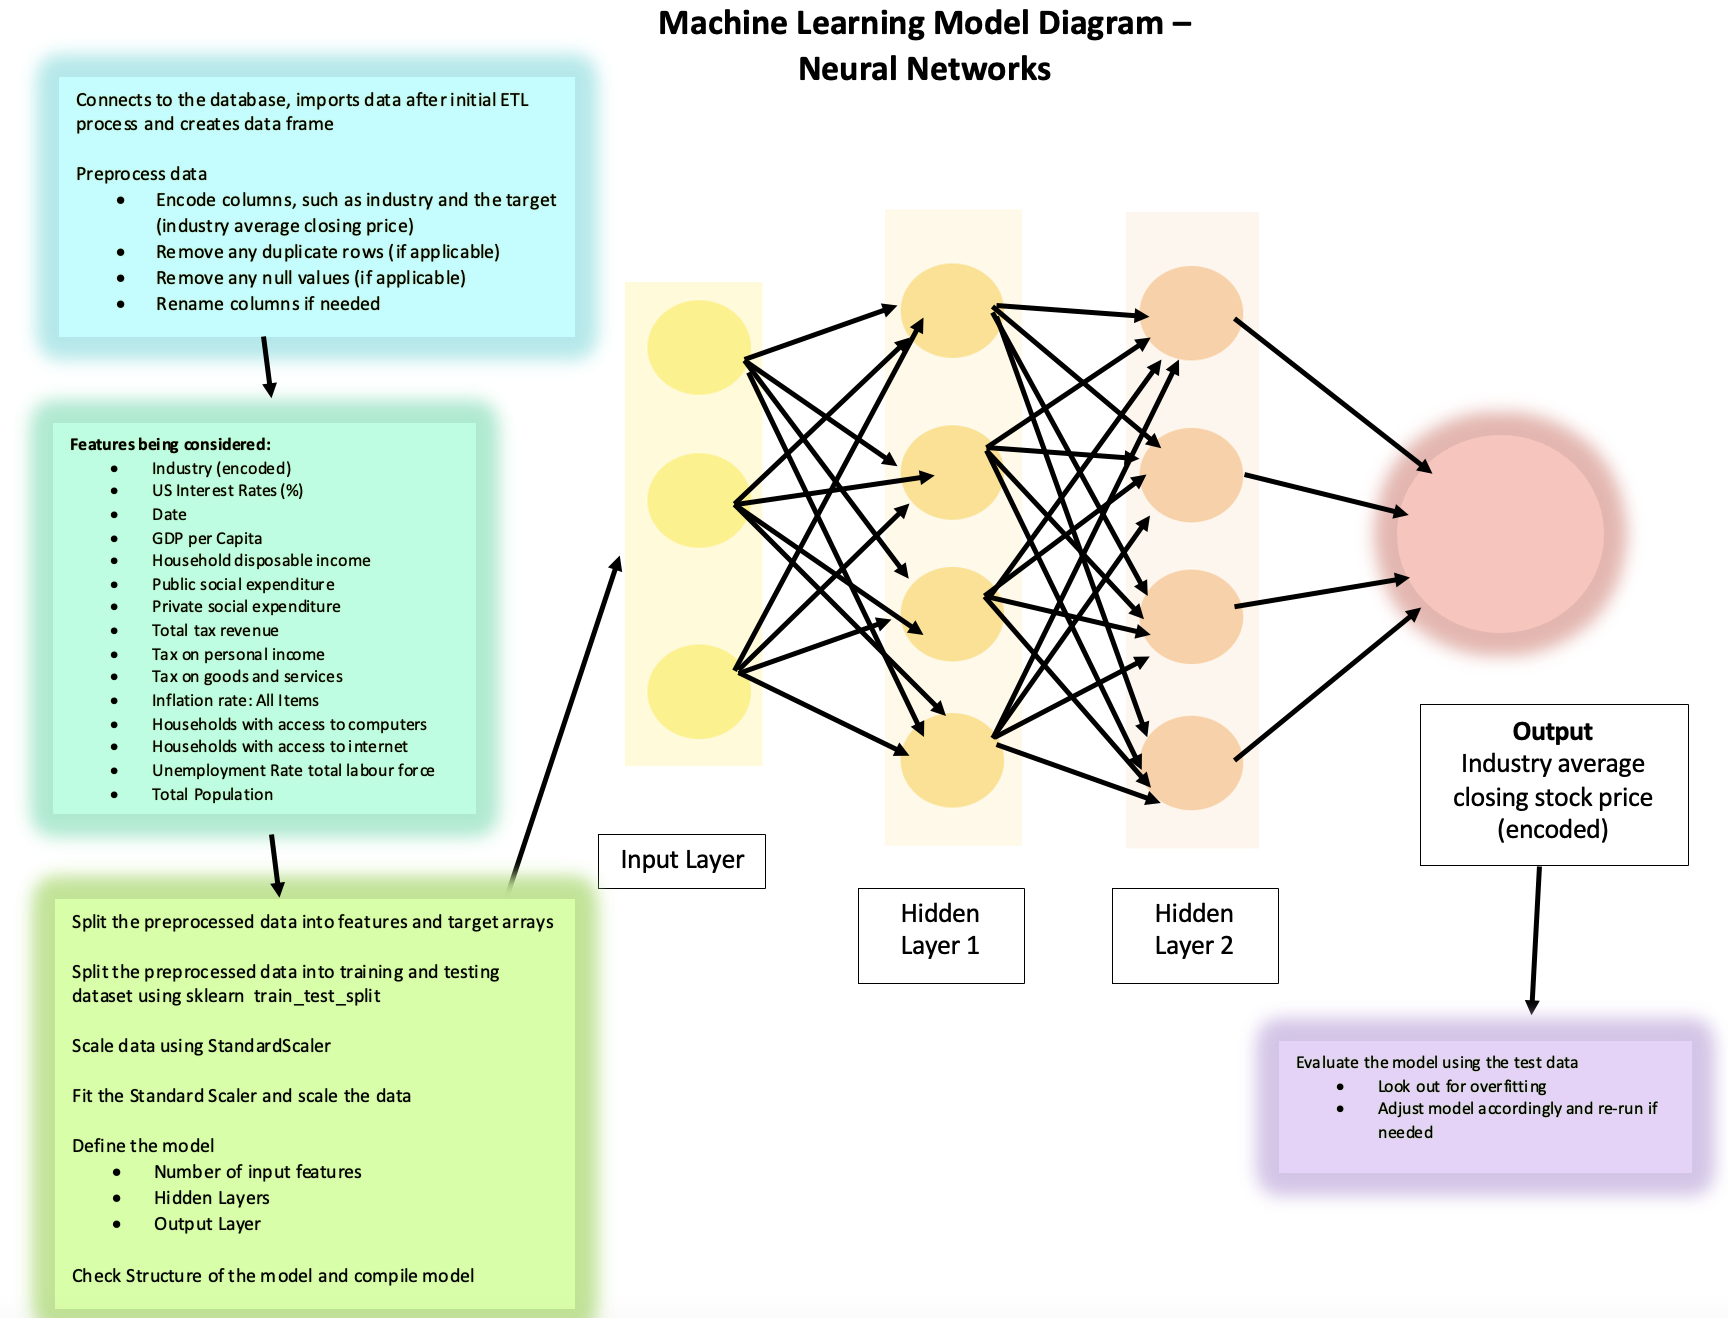 Machine Learning Model Diagram –
Neural Networks
Connects to the database, imports data after initial ETL
process and creates data frame
Preprocess data
• Encode columns, such as industry and the target
(industry average closing price)
• Remove any duplicate rows (if applicable)
• Remove any null values (if applicable)
• Rename columns if needed
Features being considered:
• Industry (encoded)
• US Interest Rates (%)
• Date
• GDP per Capita
• Household disposable income
• Public social expenditure
• Private social expenditure
• Total tax revenue
• Tax on personal income
• Tax on goods and services
• Inflation rate: All Items
• Households with access to computers
• Households with access to internet
• Unemployment Rate total labour force
• Total Population
Split the preprocessed data into features and target arrays
Split the preprocessed data into training and testing
dataset using sklearn train_test_split
Scale data using StandardScaler
Fit the Standard Scaler and scale the data
Define the model
• Number of input features
• Hidden Layers
• Output Layer
Check Structure of the model and compile model
Input Layer
Hidden
Layer 1
Hidden
Layer 2
Output
Industry average
closing stock price
(encoded)
Evaluate the model using the test data
• Look out for overfitting
• Adjust model accordingly and re-run if
needed